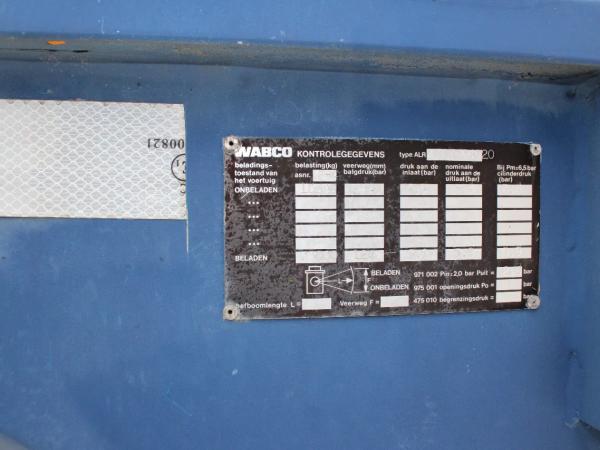 00821
WABCO KONTROLEGEGEVENS type ALR 20
beladings- belasting(kg) veerweg(mm) druk aan de nominale Bij Pm=6,5 bar
toestand van asnr. balgdruk(bar) inlaat(bar) druk aan de cilinderdruk
het voertuig uitlaat(bar) (bar)
ONBELADEN
...
...
...
...
BELADEN
BELADEN 971 002 Pin=2,0 bar Puit = bar
F
L
ONBELADEN 975 001 openingsdruk Po = bar
hefboomlengte L = Veerweg F = 475 010 begrenzingsdruk = bar